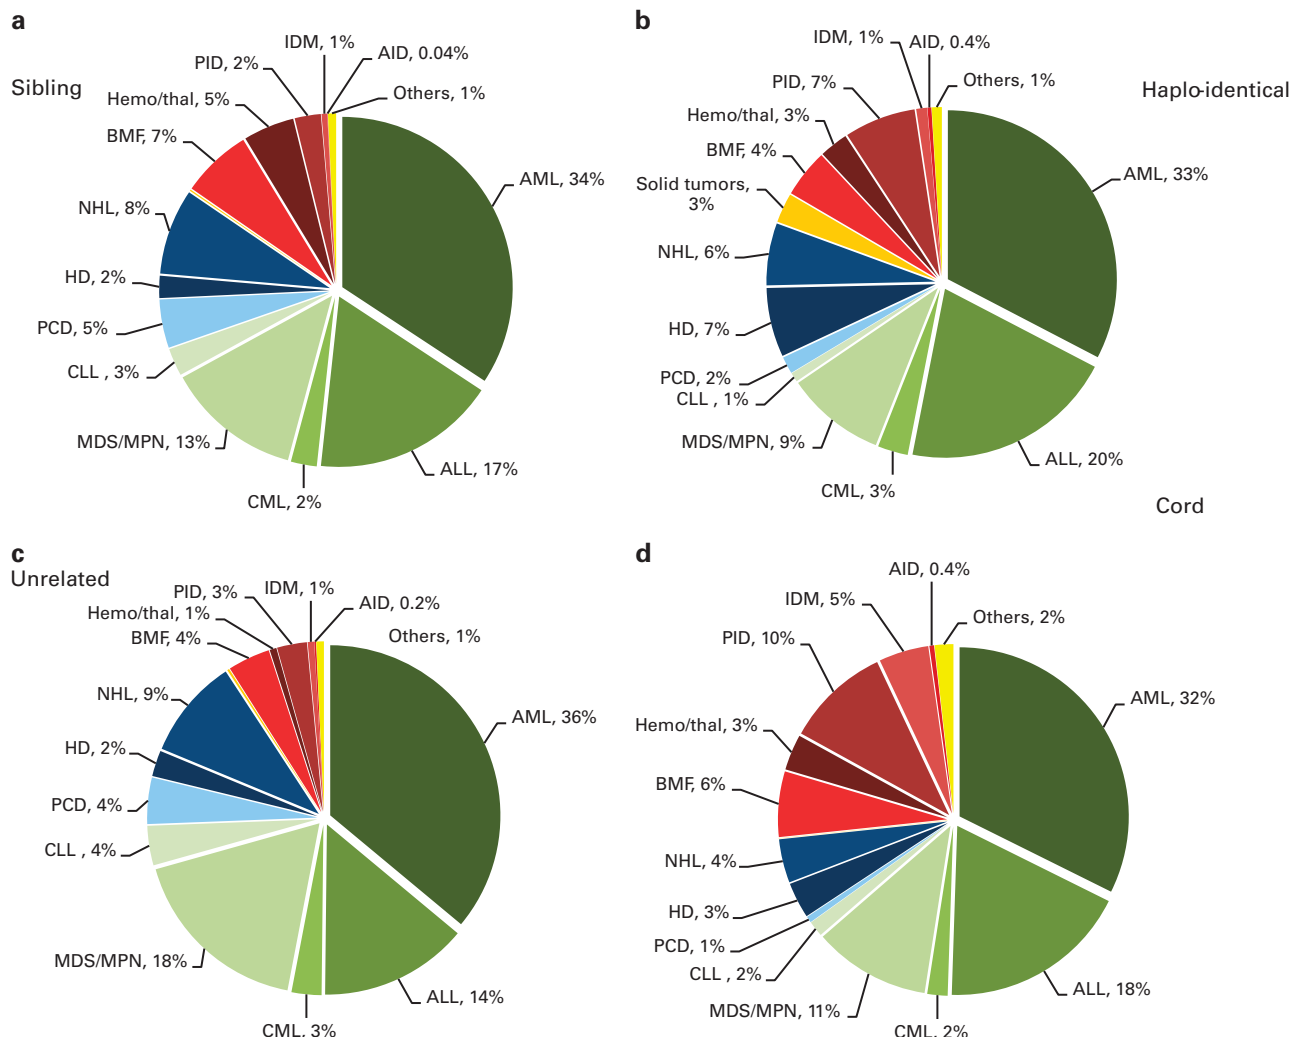 a
Sibling
AML, 34%
ALL, 17%
CML, 2%
MDS/MPN, 13%
CLL , 3%
PCD, 5%
HD, 2%
NHL, 8%
BMF, 7%
Hemo/thal, 5%
PID, 2%
IDM, 1%
AID, 0.04%
Others, 1%
b
Haplo-identical
AML, 33%
ALL, 20%
CML, 3%
MDS/MPN, 9%
CLL , 1%
PCD, 2%
HD, 7%
NHL, 6%
Solid tumors,
3%
BMF, 4%
Hemo/thal, 3%
PID, 7%
IDM, 1%
AID, 0.4%
Others, 1%
c
Unrelated
AML, 36%
ALL, 14%
CML, 3%
MDS/MPN, 18%
CLL , 4%
PCD, 4%
HD, 2%
NHL, 9%
BMF, 4%
Hemo/thal, 1%
PID, 3%
IDM, 1%
AID, 0.2%
Others, 1%
d
Cord
AML, 32%
ALL, 18%
CML, 2%
MDS/MPN, 11%
CLL , 2%
PCD, 1%
HD, 3%
NHL, 4%
BMF, 6%
Hemo/thal, 3%
PID, 10%
IDM, 5%
AID, 0.4%
Others, 2%